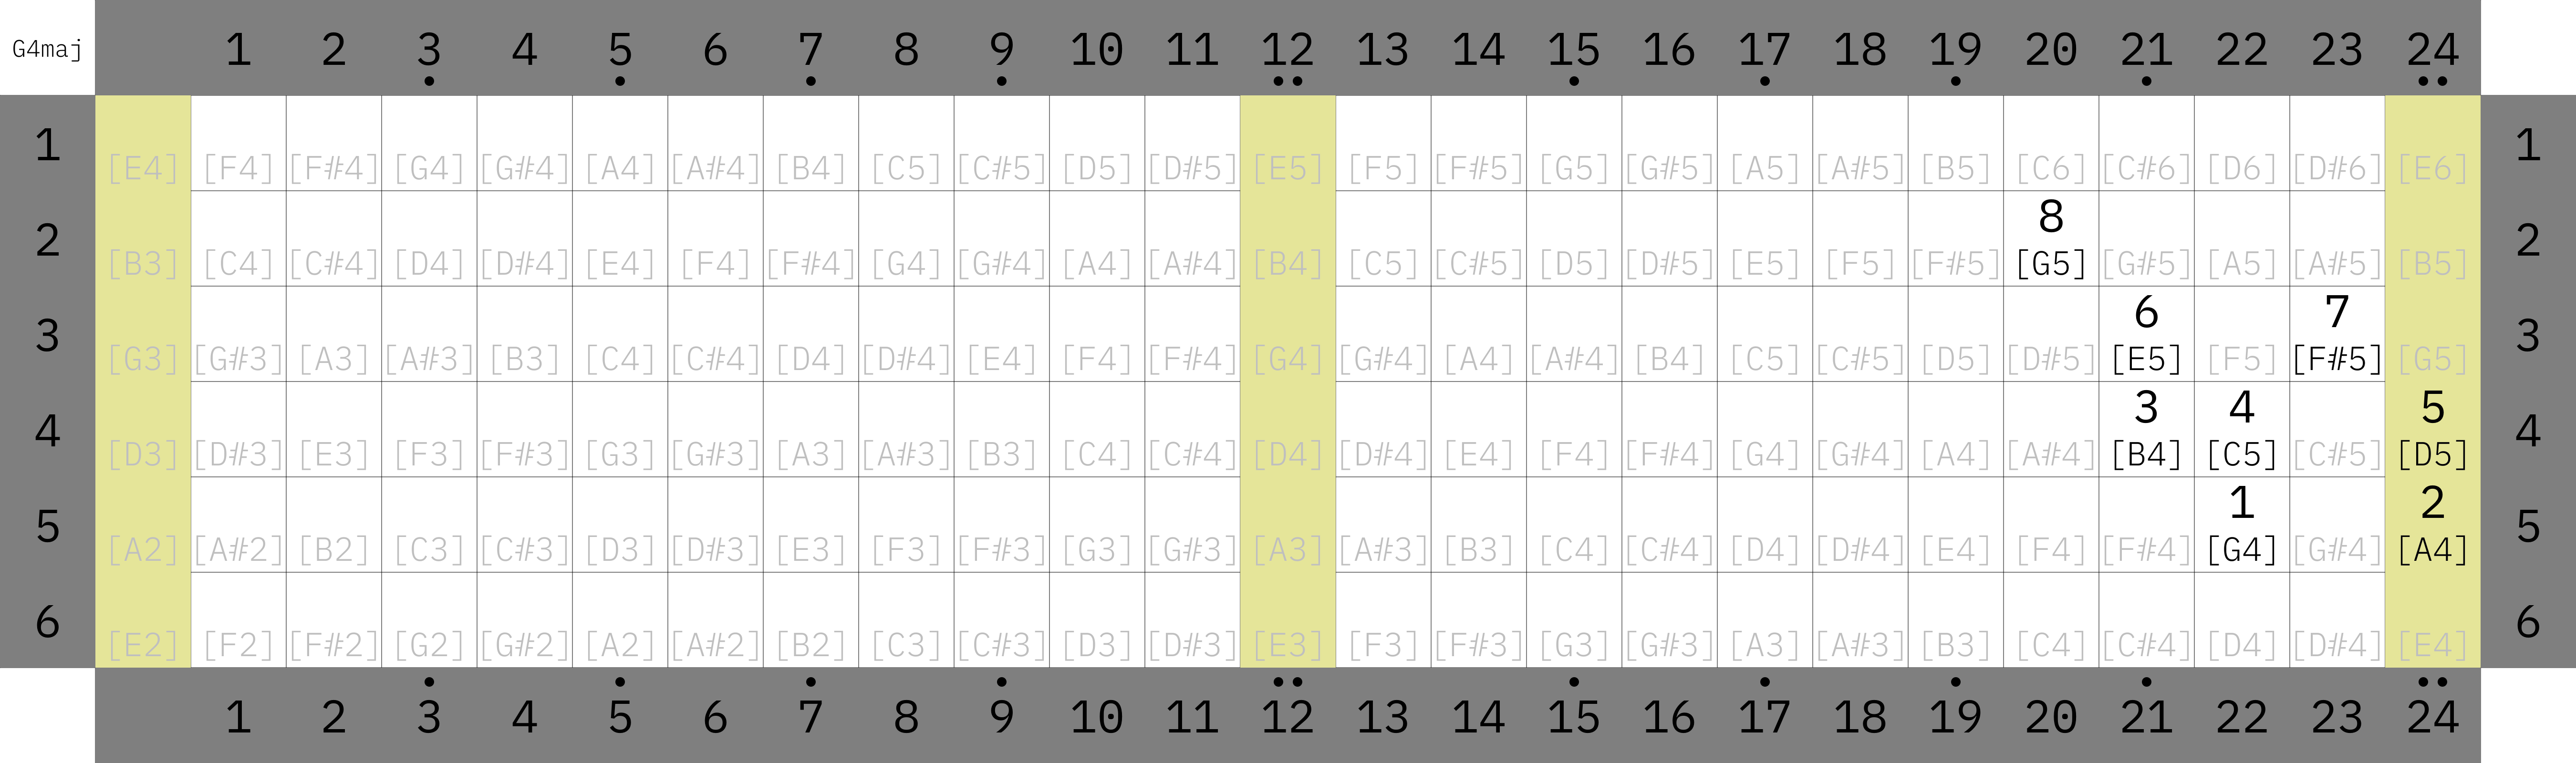 G4maj 1 2 3 4 5 6 7 8 9 10 11 12 13 14 15 16 17 18 19 20 21 22 23 24
1 [E4] [F4] [F#4] [G4] [G#4] [A4] [A#4] [B4] [C5] [C#5] [D5] [D#5] [E5] [F5] [F#5] [G5] [G#5] [A5] [A#5] [B5] [C6] [C#6] [D6] [D#6] [E6] 1
8
2 [B3] [C4] [C#4] [D4] [D#4] [E4] [F4] [F#4] [G4] [G#4] [A4] [A#4] [B4] [C5] [C#5] [D5] [D#5] [E5] [F5] [F#5] [G5] [G#5] [A5] [A#5] [B5] 2
6 7
3 [G3] [G#3] [A3] [A#3] [B3] [C4] [C#4] [D4] [D#4] [E4] [F4] [F#4] [G4] [G#4] [A4] [A#4] [B4] [C5] [C#5] [D5] [D#5] [E5] [F5] [F#5] [G5] 3
3 4 5
4 [D3] [D#3] [E3] [F3] [F#3] [G3] [G#3] [A3] [A#3] [B3] [C4] [C#4] [D4] [D#4] [E4] [F4] [F#4] [G4] [G#4] [A4] [A#4] [B4] [C5] [C#5] [D5] 4
1 2
5 [A2] [A#2] [B2] [C3] [C#3] [D3] [D#3] [E3] [F3] [F#3] [G3] [G#3] [A3] [A#3] [B3] [C4] [C#4] [D4] [D#4] [E4] [F4] [F#4] [G4] [G#4] [A4] 5
6 [E2] [F2] [F#2] [G2] [G#2] [A2] [A#2] [B2] [C3] [C#3] [D3] [D#3] [E3] [F3] [F#3] [G3] [G#3] [A3] [A#3] [B3] [C4] [C#4] [D4] [D#4] [E4] 6
1 2 3 4 5 6 7 8 9 10 11 12 13 14 15 16 17 18 19 20 21 22 23 24